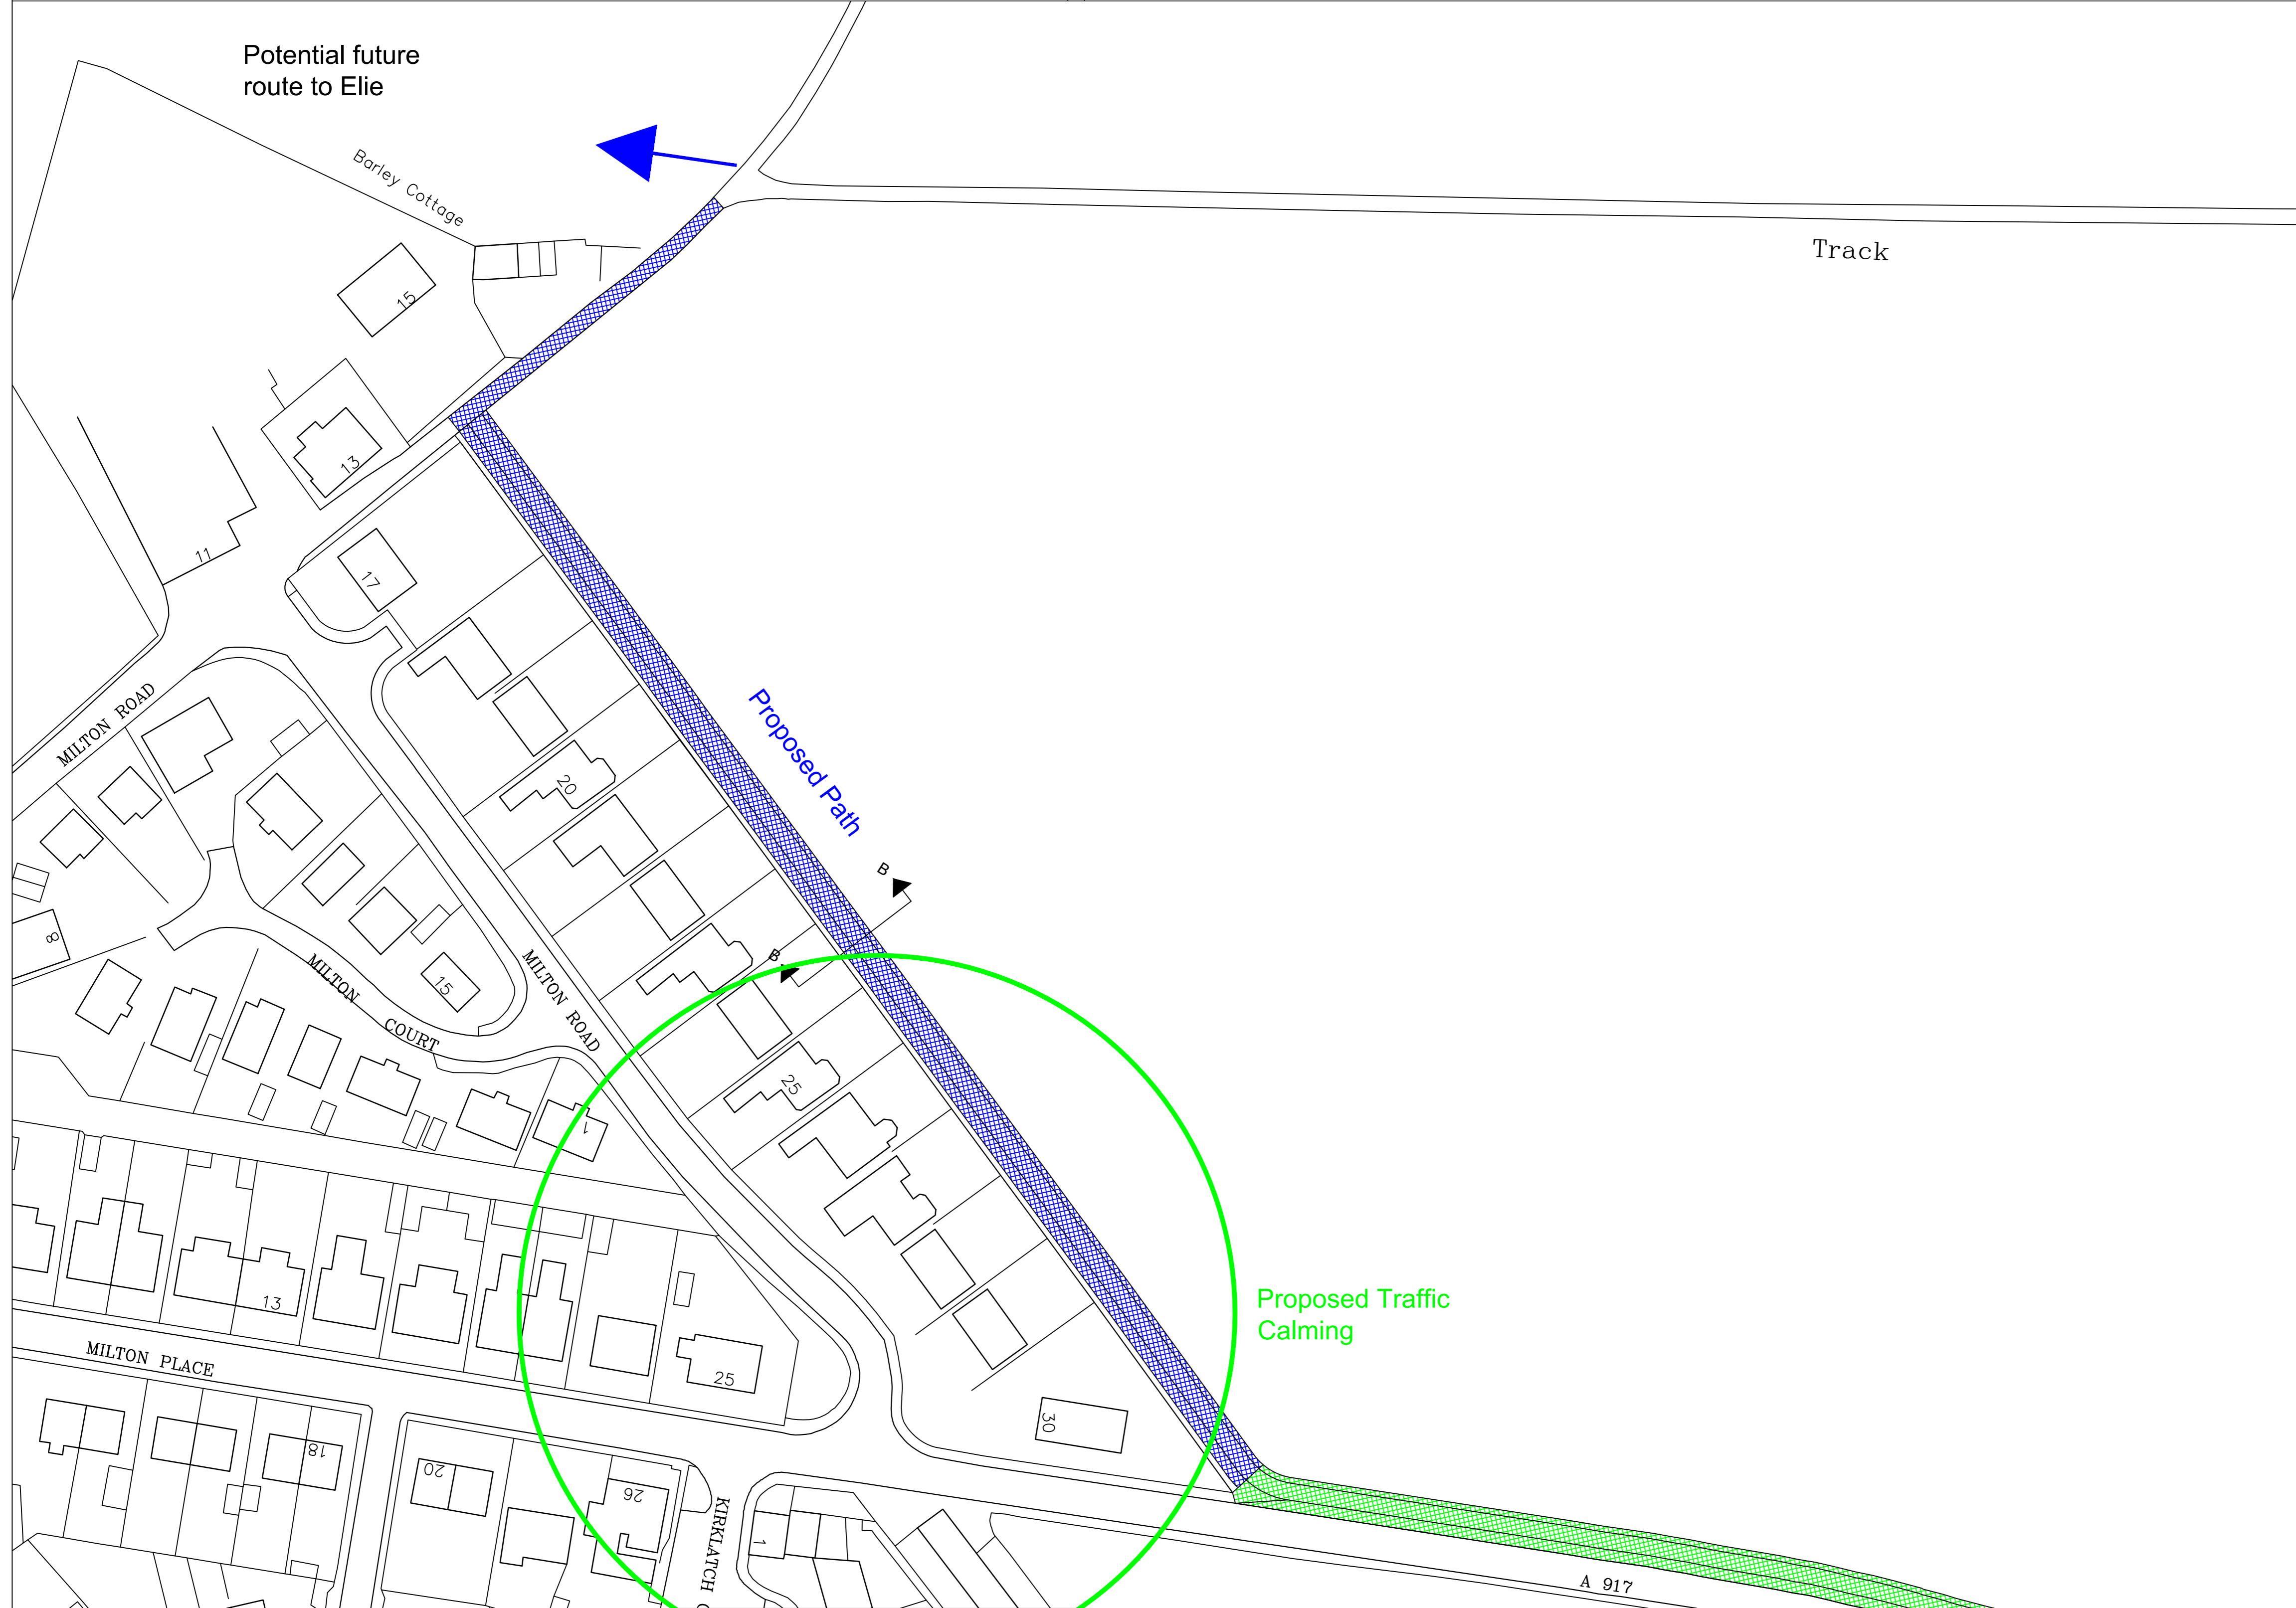 Potential future
route to Elie
Barley Cottage
Track
15
13
11
17
MILTON ROAD
Proposed Path
20
B
B
8
MILTON
COURT
15
MILTON ROAD
25
1
13
Proposed Traffic
Calming
MILTON PLACE
25
30
18
20
26
KIRKLATCH
1
A 917